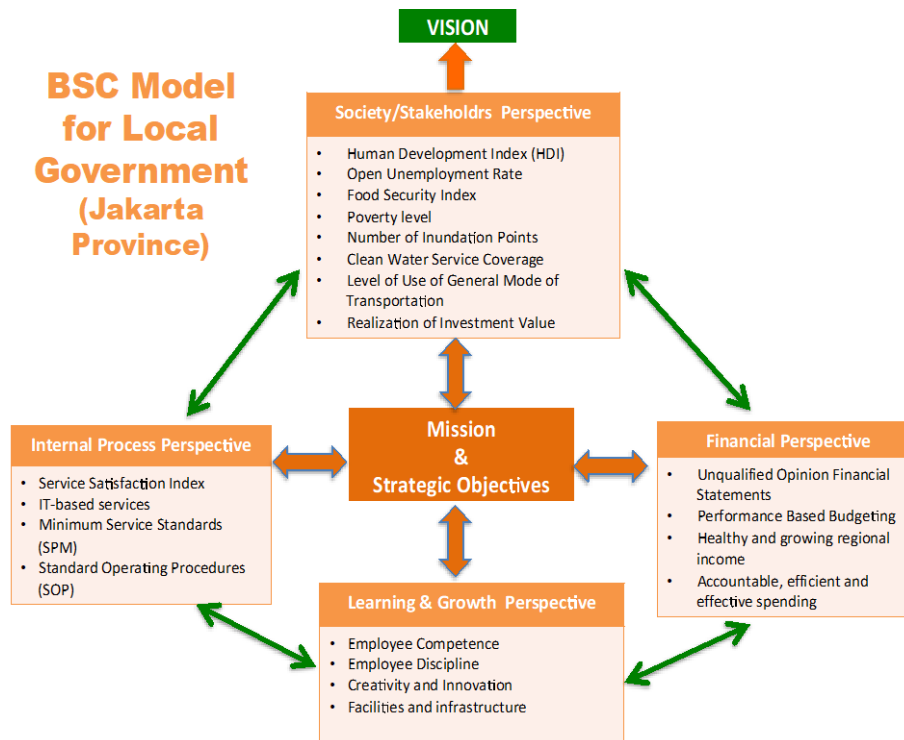 VISION
BSC Model
for Local
Government
(Jakarta
Province)
Society/Stakeholdrs Perspective
• Human Development Index (HDI)
• Open Unemployment Rate
• Food Security Index
• Poverty level
• Number of Inundation Points
• Clean Water Service Coverage
• Level of Use of General Mode of
Transportation
• Realization of Investment Value
Mission
&
Strategic Objectives
Internal Process Perspective
• Service Satisfaction Index
• IT-based services
• Minimum Service Standards
(SPM)
• Standard Operating Procedures
(SOP)
Financial Perspective
• Unqualified Opinion Financial
Statements
• Performance Based Budgeting
• Healthy and growing regional
income
• Accountable, efficient and
effective spending
Learning & Growth Perspective
• Employee Competence
• Employee Discipline
• Creativity and Innovation
• Facilities and infrastructure